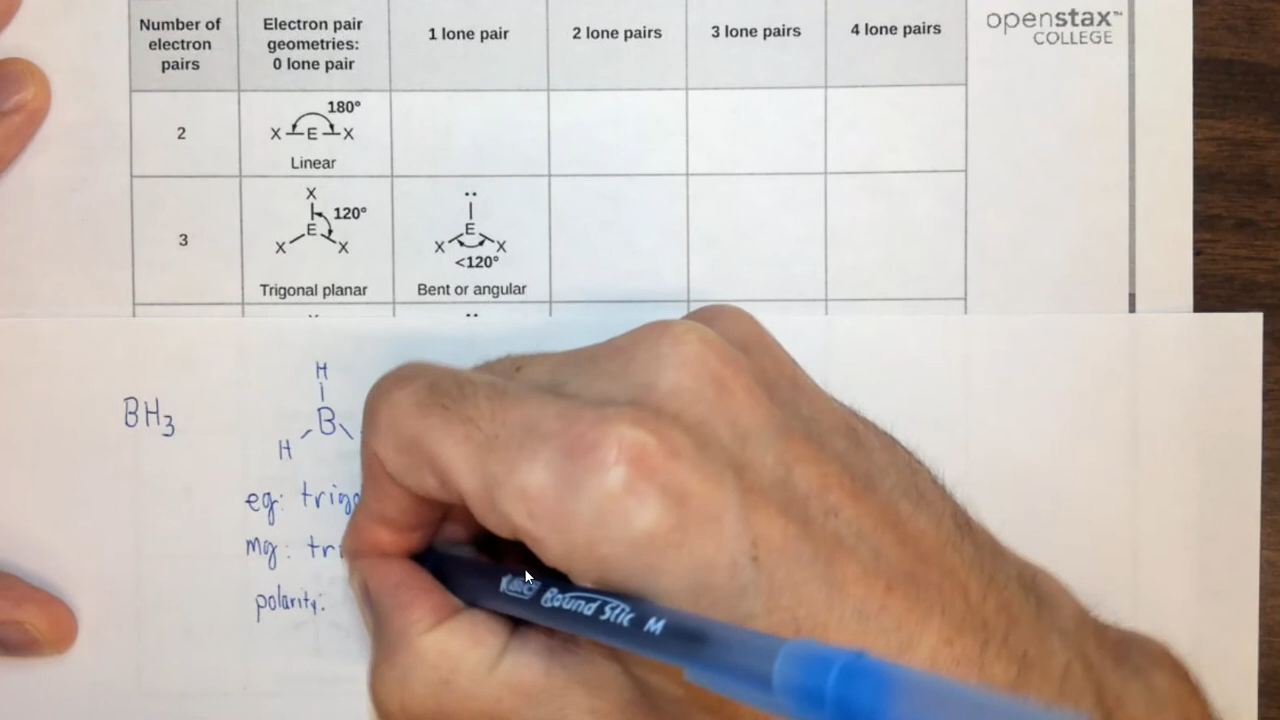 Number of electron pairs
Electron pair geometries: 0 lone pair
1 lone pair
2 lone pairs
3 lone pairs
4 lone pairs
openstax™
COLLEGE
2
180°
X E X
Linear
3
X
120°
E
X X
Trigonal planar
··
E
X X
<120°
Bent or angular
BH3
H
B
H
eg: trigo
mg: tri
polarity:
BIC Round Stic M